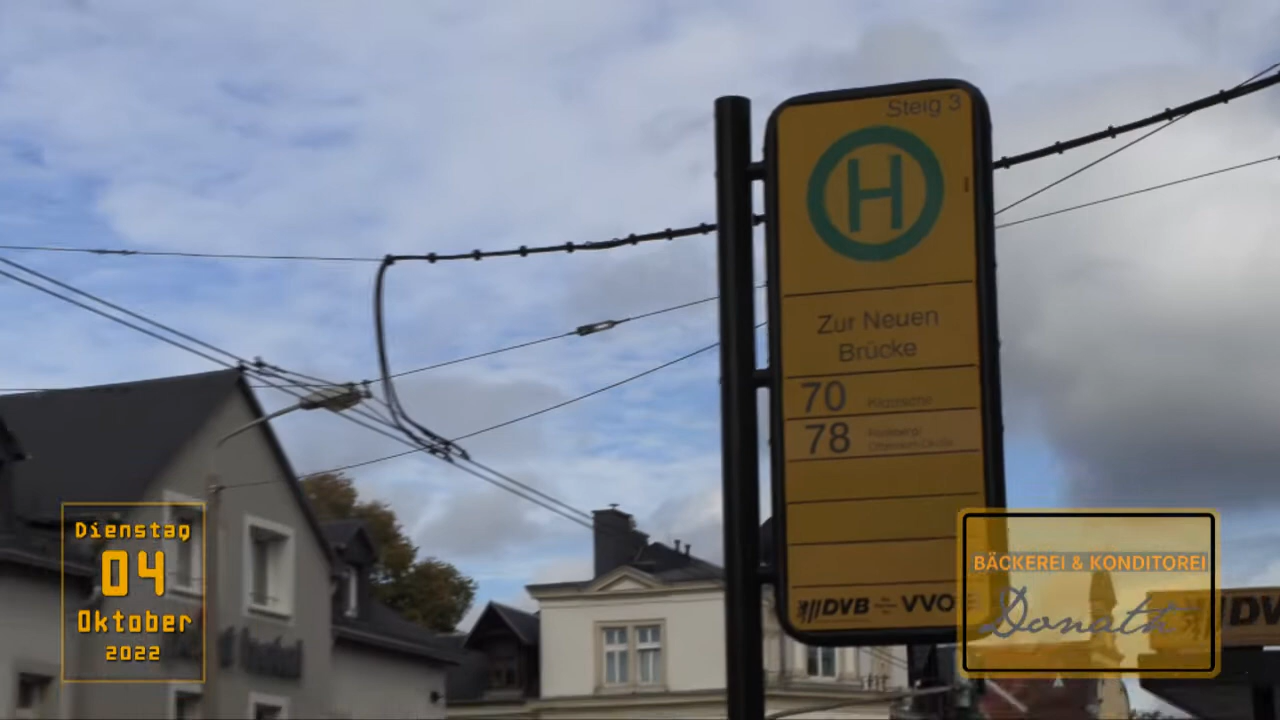 Steig 3
H
Zur Neuen
Brücke
70
78
DVB VVO
Dienstag
04
Oktober
2022
BÄCKEREI & KONDITOREI
Donath